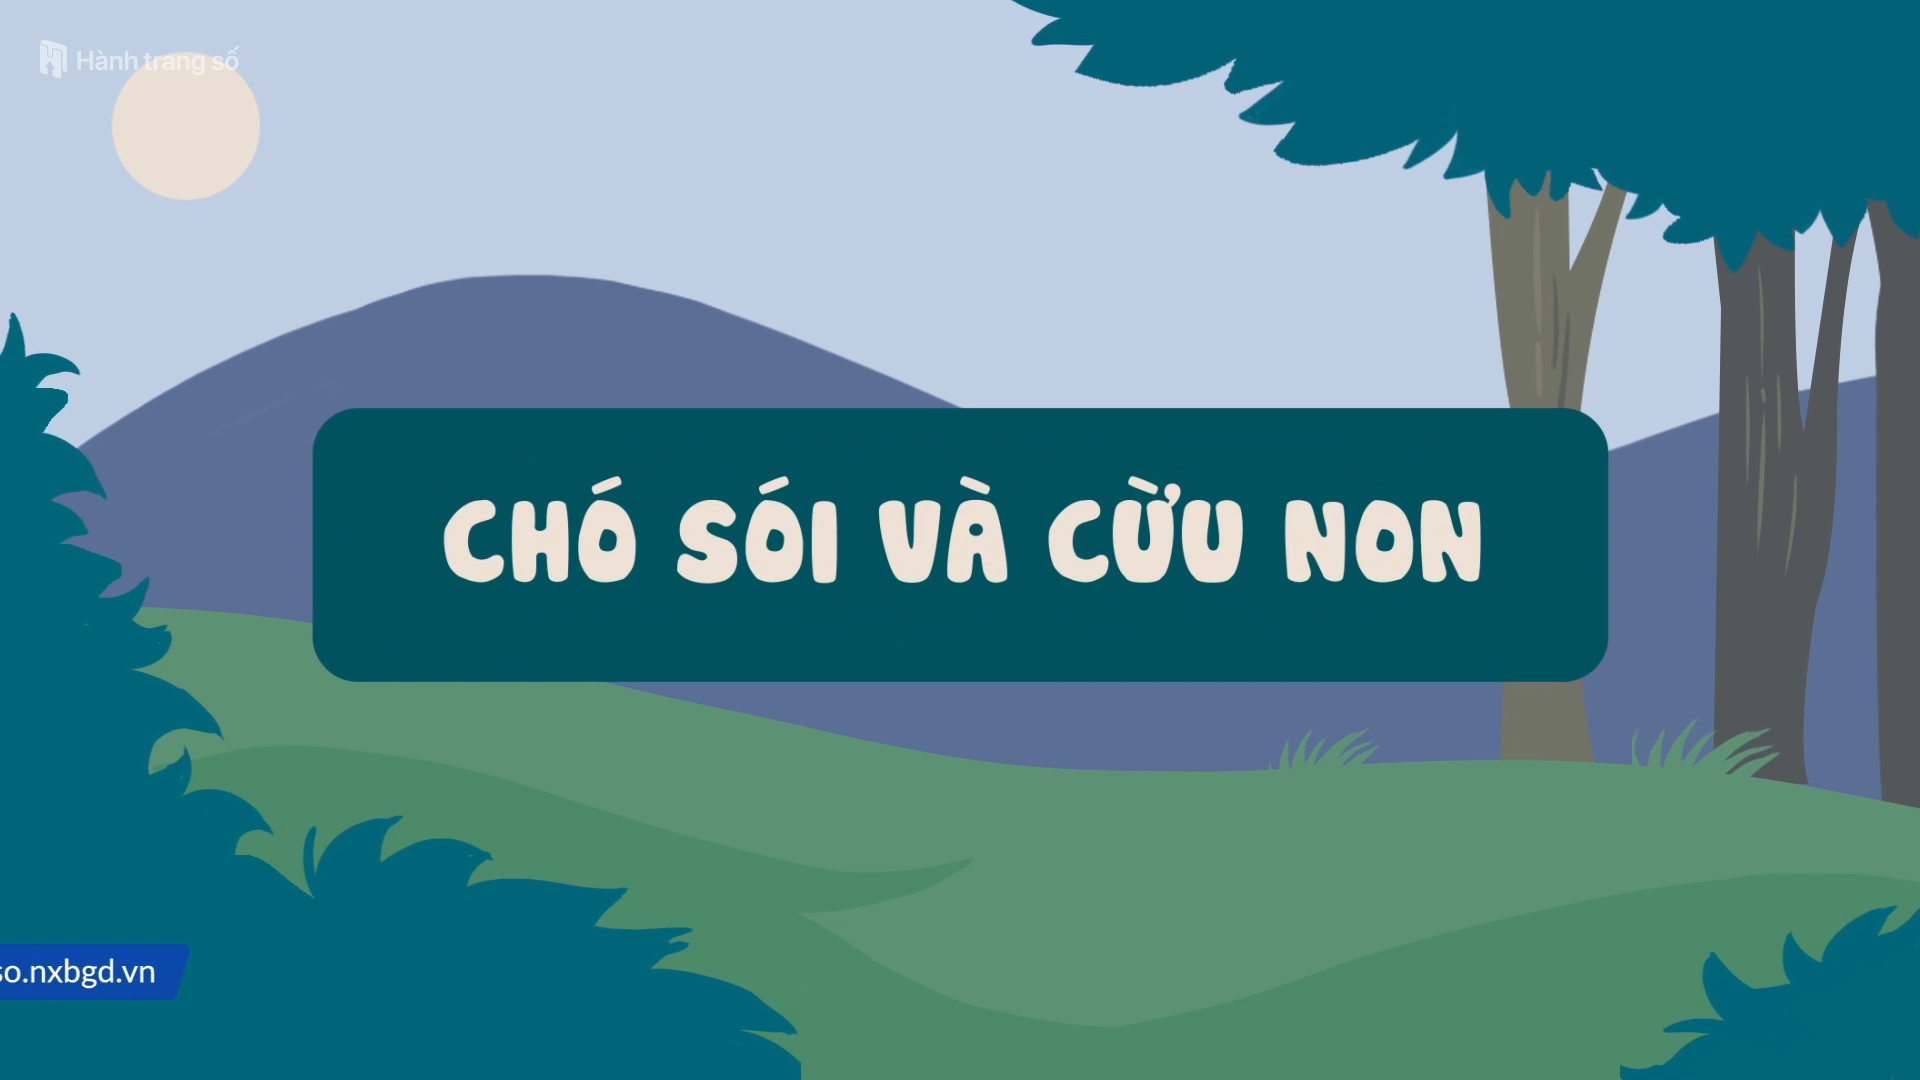 Hành trang số
CHÓ SÓI VÀ CỪU NON
so.nxbgd.vn